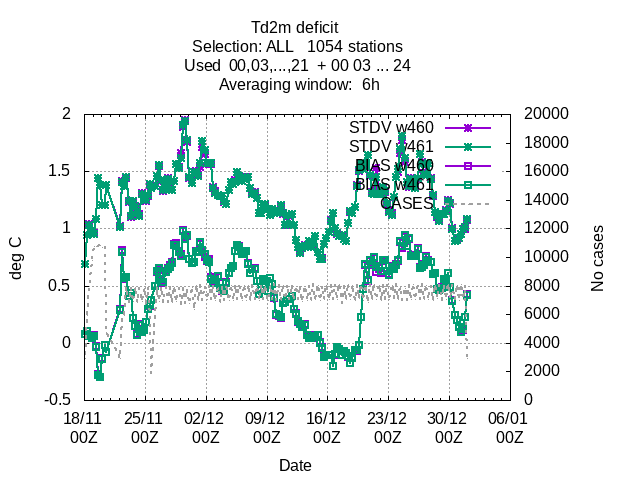 Td2m deficit
Selection: ALL   1054 stations
Used  00,03,...,21  + 00 03 ... 24
Averaging window:  6h
STDV w460
STDV w461
BIAS w460
BIAS w461
CASES
2
1.5
1
0.5
0
-0.5
deg C
20000
18000
16000
14000
12000
10000
8000
6000
4000
2000
0
No cases
18/11 25/11 02/12 09/12 16/12 23/12 30/12 06/01
00Z 00Z 00Z 00Z 00Z 00Z 00Z 00Z
Date